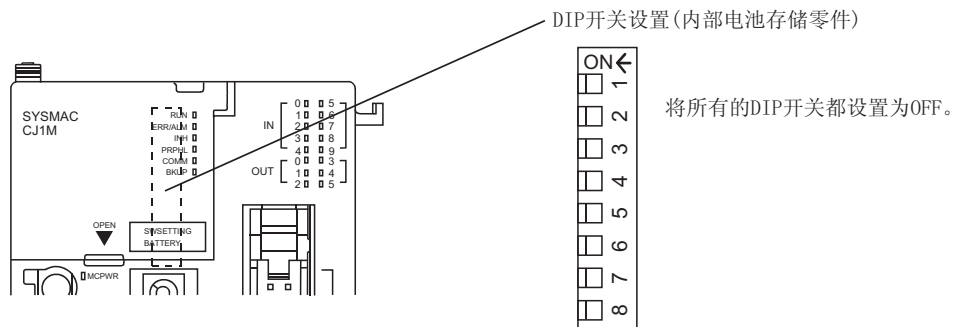 DIP开关设置(内部电池存储零件)
SYSMAC
CJ1M
RUN
ERR/ALM
INH
PRPHL
COMM
BKUP
IN
0 5
1 6
2 7
3 8
4 9
OUT
0 3
1 4
2 5
OPEN
SWSETTING
BATTERY
MCPWR
ON←
1
2
3
4
5
6
7
8
将所有的DIP开关都设置为OFF。